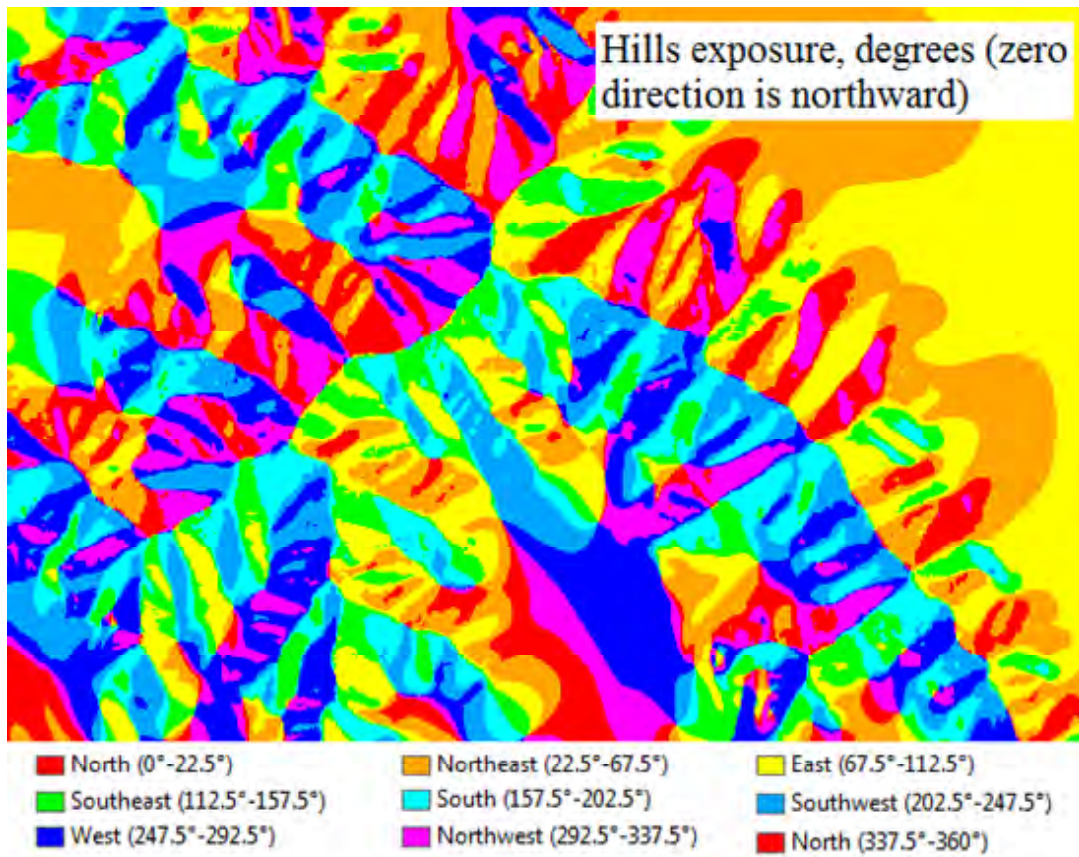 Hills exposure, degrees (zero
direction is northward)
North (0°-22.5°)
Northeast (22.5°-67.5°)
East (67.5°-112.5°)
Southeast (112.5°-157.5°)
South (157.5°-202.5°)
Southwest (202.5°-247.5°)
West (247.5°-292.5°)
Northwest (292.5°-337.5°)
North (337.5°-360°)